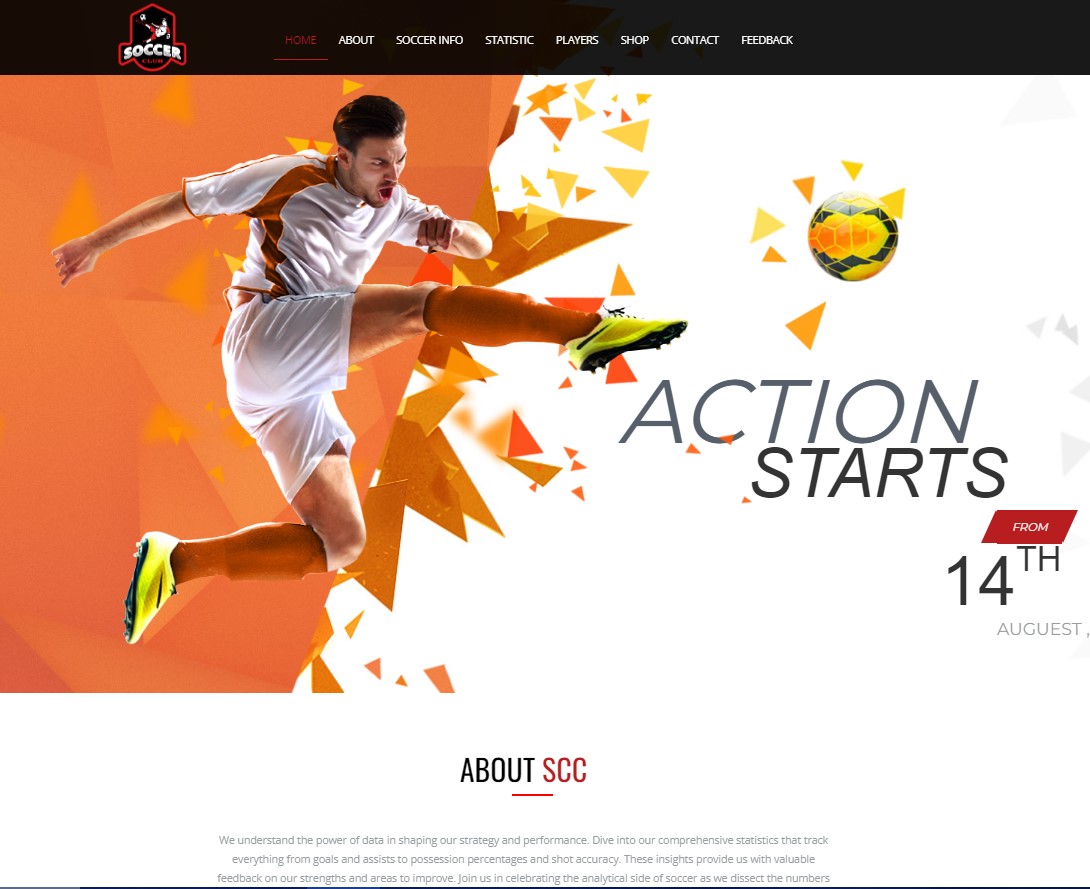 SOCCER
CLUB
HOME ABOUT SOCCER INFO STATISTIC PLAYERS SHOP CONTACT FEEDBACK
ACTION
STARTS
FROM
14TH
AUGUEST ,
ABOUT SCC
We understand the power of data in shaping our strategy and performance. Dive into our comprehensive statistics that track
everything from goals and assists to possession percentages and shot accuracy. These insights provide us with valuable
feedback on our strengths and areas to improve. Join us in celebrating the analytical side of soccer as we dissect the numbers